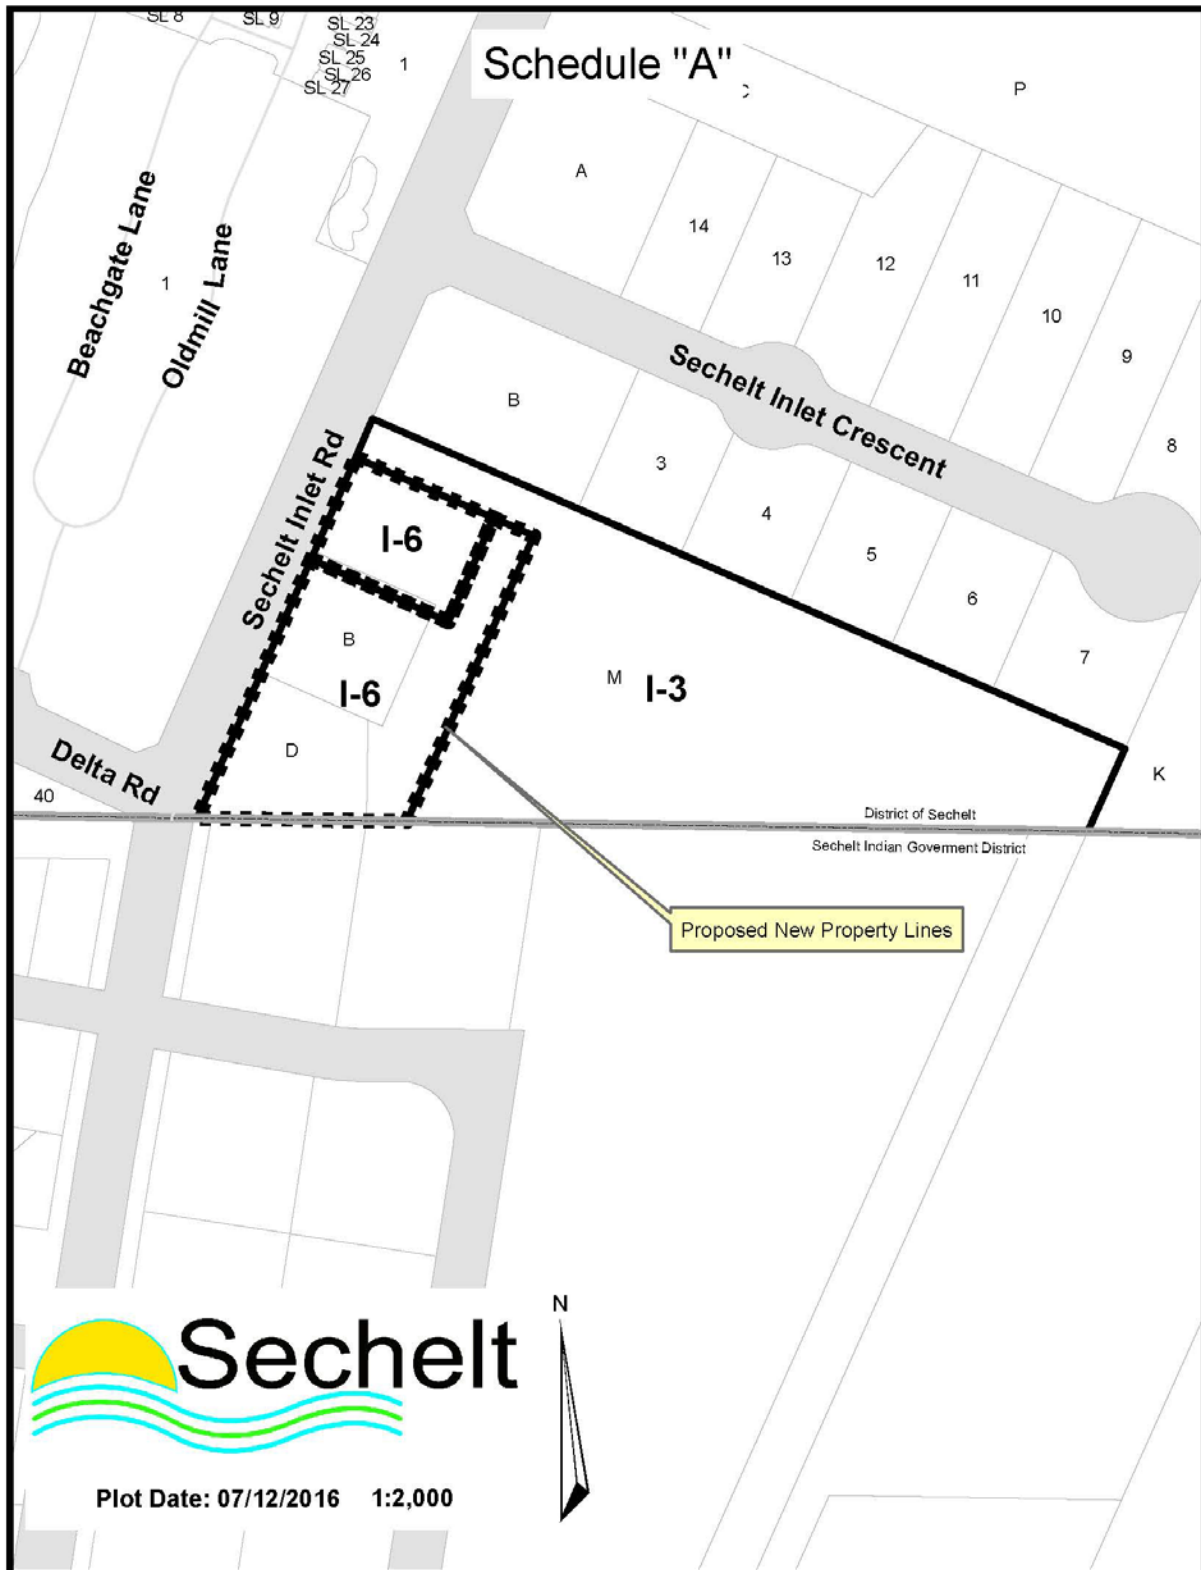 SL 8
SL 9
SL 23
SL 24
SL 25
SL 26
SL 27
1
Schedule "A"
P
A
14
13
12
11
10
9
8
Beachgate Lane
1
Oldmill Lane
Sechelt Inlet Crescent
B
3
4
5
6
7
Sechelt Inlet Rd
I-6
B
I-6
M
I-3
D
K
Delta Rd
40
District of Sechelt
Sechelt Indian Goverment District
Proposed New Property Lines
N
Sechelt
Plot Date: 07/12/2016 1:2,000